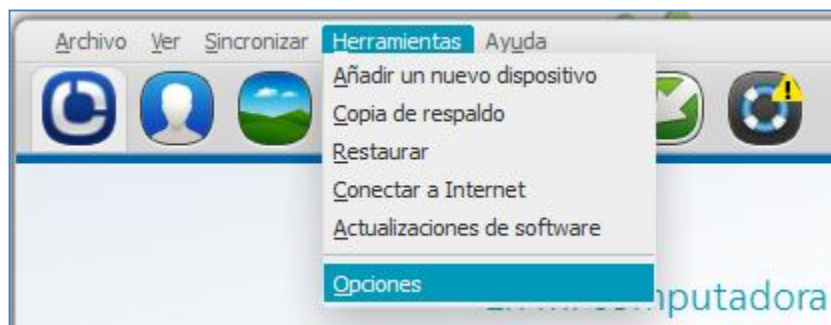 Archivo Ver Sincronizar Herramientas Ayuda
Añadir un nuevo dispositivo
Copia de respaldo
Restaurar
Conectar a Internet
Actualizaciones de software
Opciones